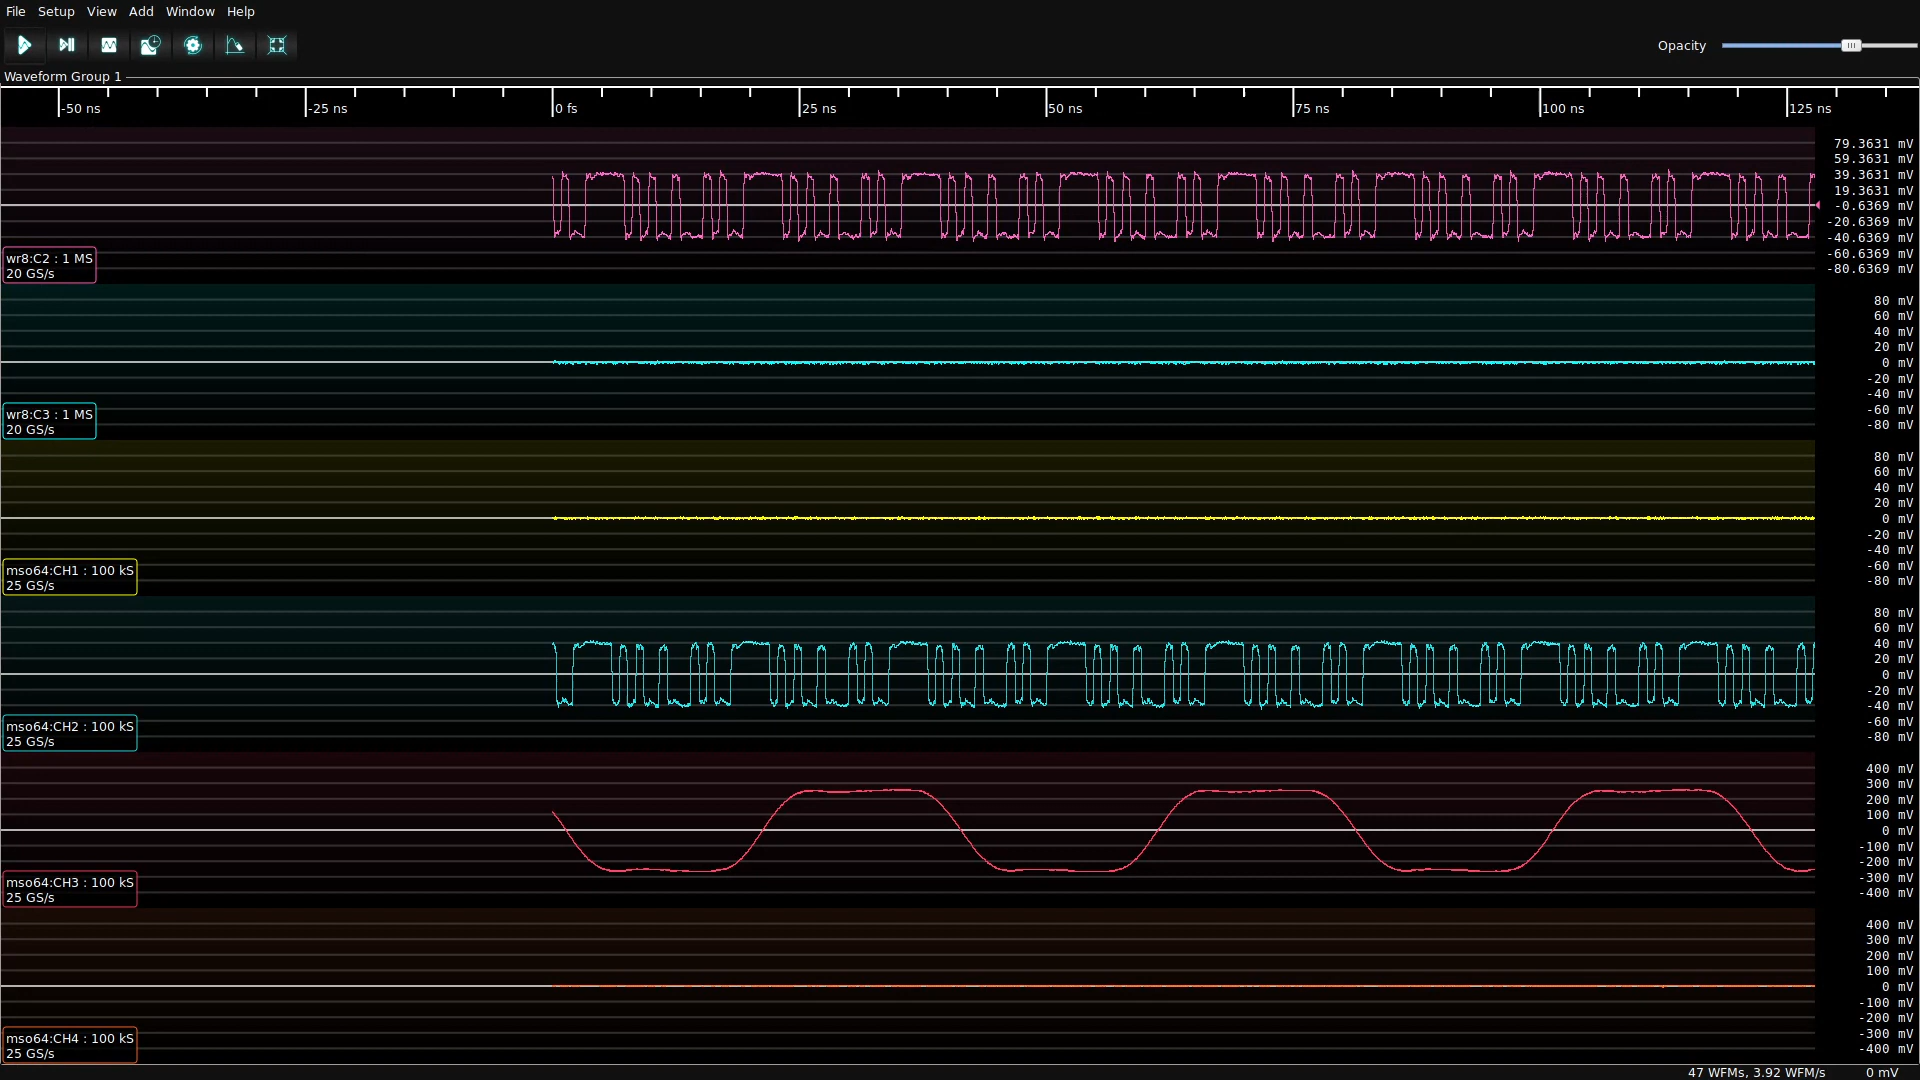 File Setup View Add Window Help
Opacity
Waveform Group 1
-50 ns -25 ns 0 fs 25 ns 50 ns 75 ns 100 ns 125 ns
79.3631 mV
59.3631 mV
39.3631 mV
19.3631 mV
-0.6369 mV
-20.6369 mV
-40.6369 mV
-60.6369 mV
-80.6369 mV
wr8:C2 : 1 MS
20 GS/s
80 mV
60 mV
40 mV
20 mV
0 mV
-20 mV
-40 mV
-60 mV
-80 mV
wr8:C3 : 1 MS
20 GS/s
80 mV
60 mV
40 mV
20 mV
0 mV
-20 mV
-40 mV
-60 mV
-80 mV
mso64:CH1 : 100 kS
25 GS/s
80 mV
60 mV
40 mV
20 mV
0 mV
-20 mV
-40 mV
-60 mV
-80 mV
mso64:CH2 : 100 kS
25 GS/s
400 mV
300 mV
200 mV
100 mV
0 mV
-100 mV
-200 mV
-300 mV
-400 mV
mso64:CH3 : 100 kS
25 GS/s
400 mV
300 mV
200 mV
100 mV
0 mV
-100 mV
-200 mV
-300 mV
-400 mV
mso64:CH4 : 100 kS
25 GS/s
47 WFMs, 3.92 WFM/s 0 mV